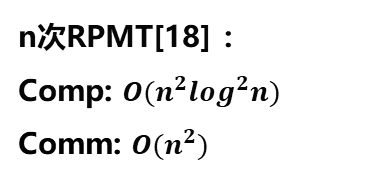 n次RPMT[18] ：
Comp: O(n²log²n)
Comm: O(n²)